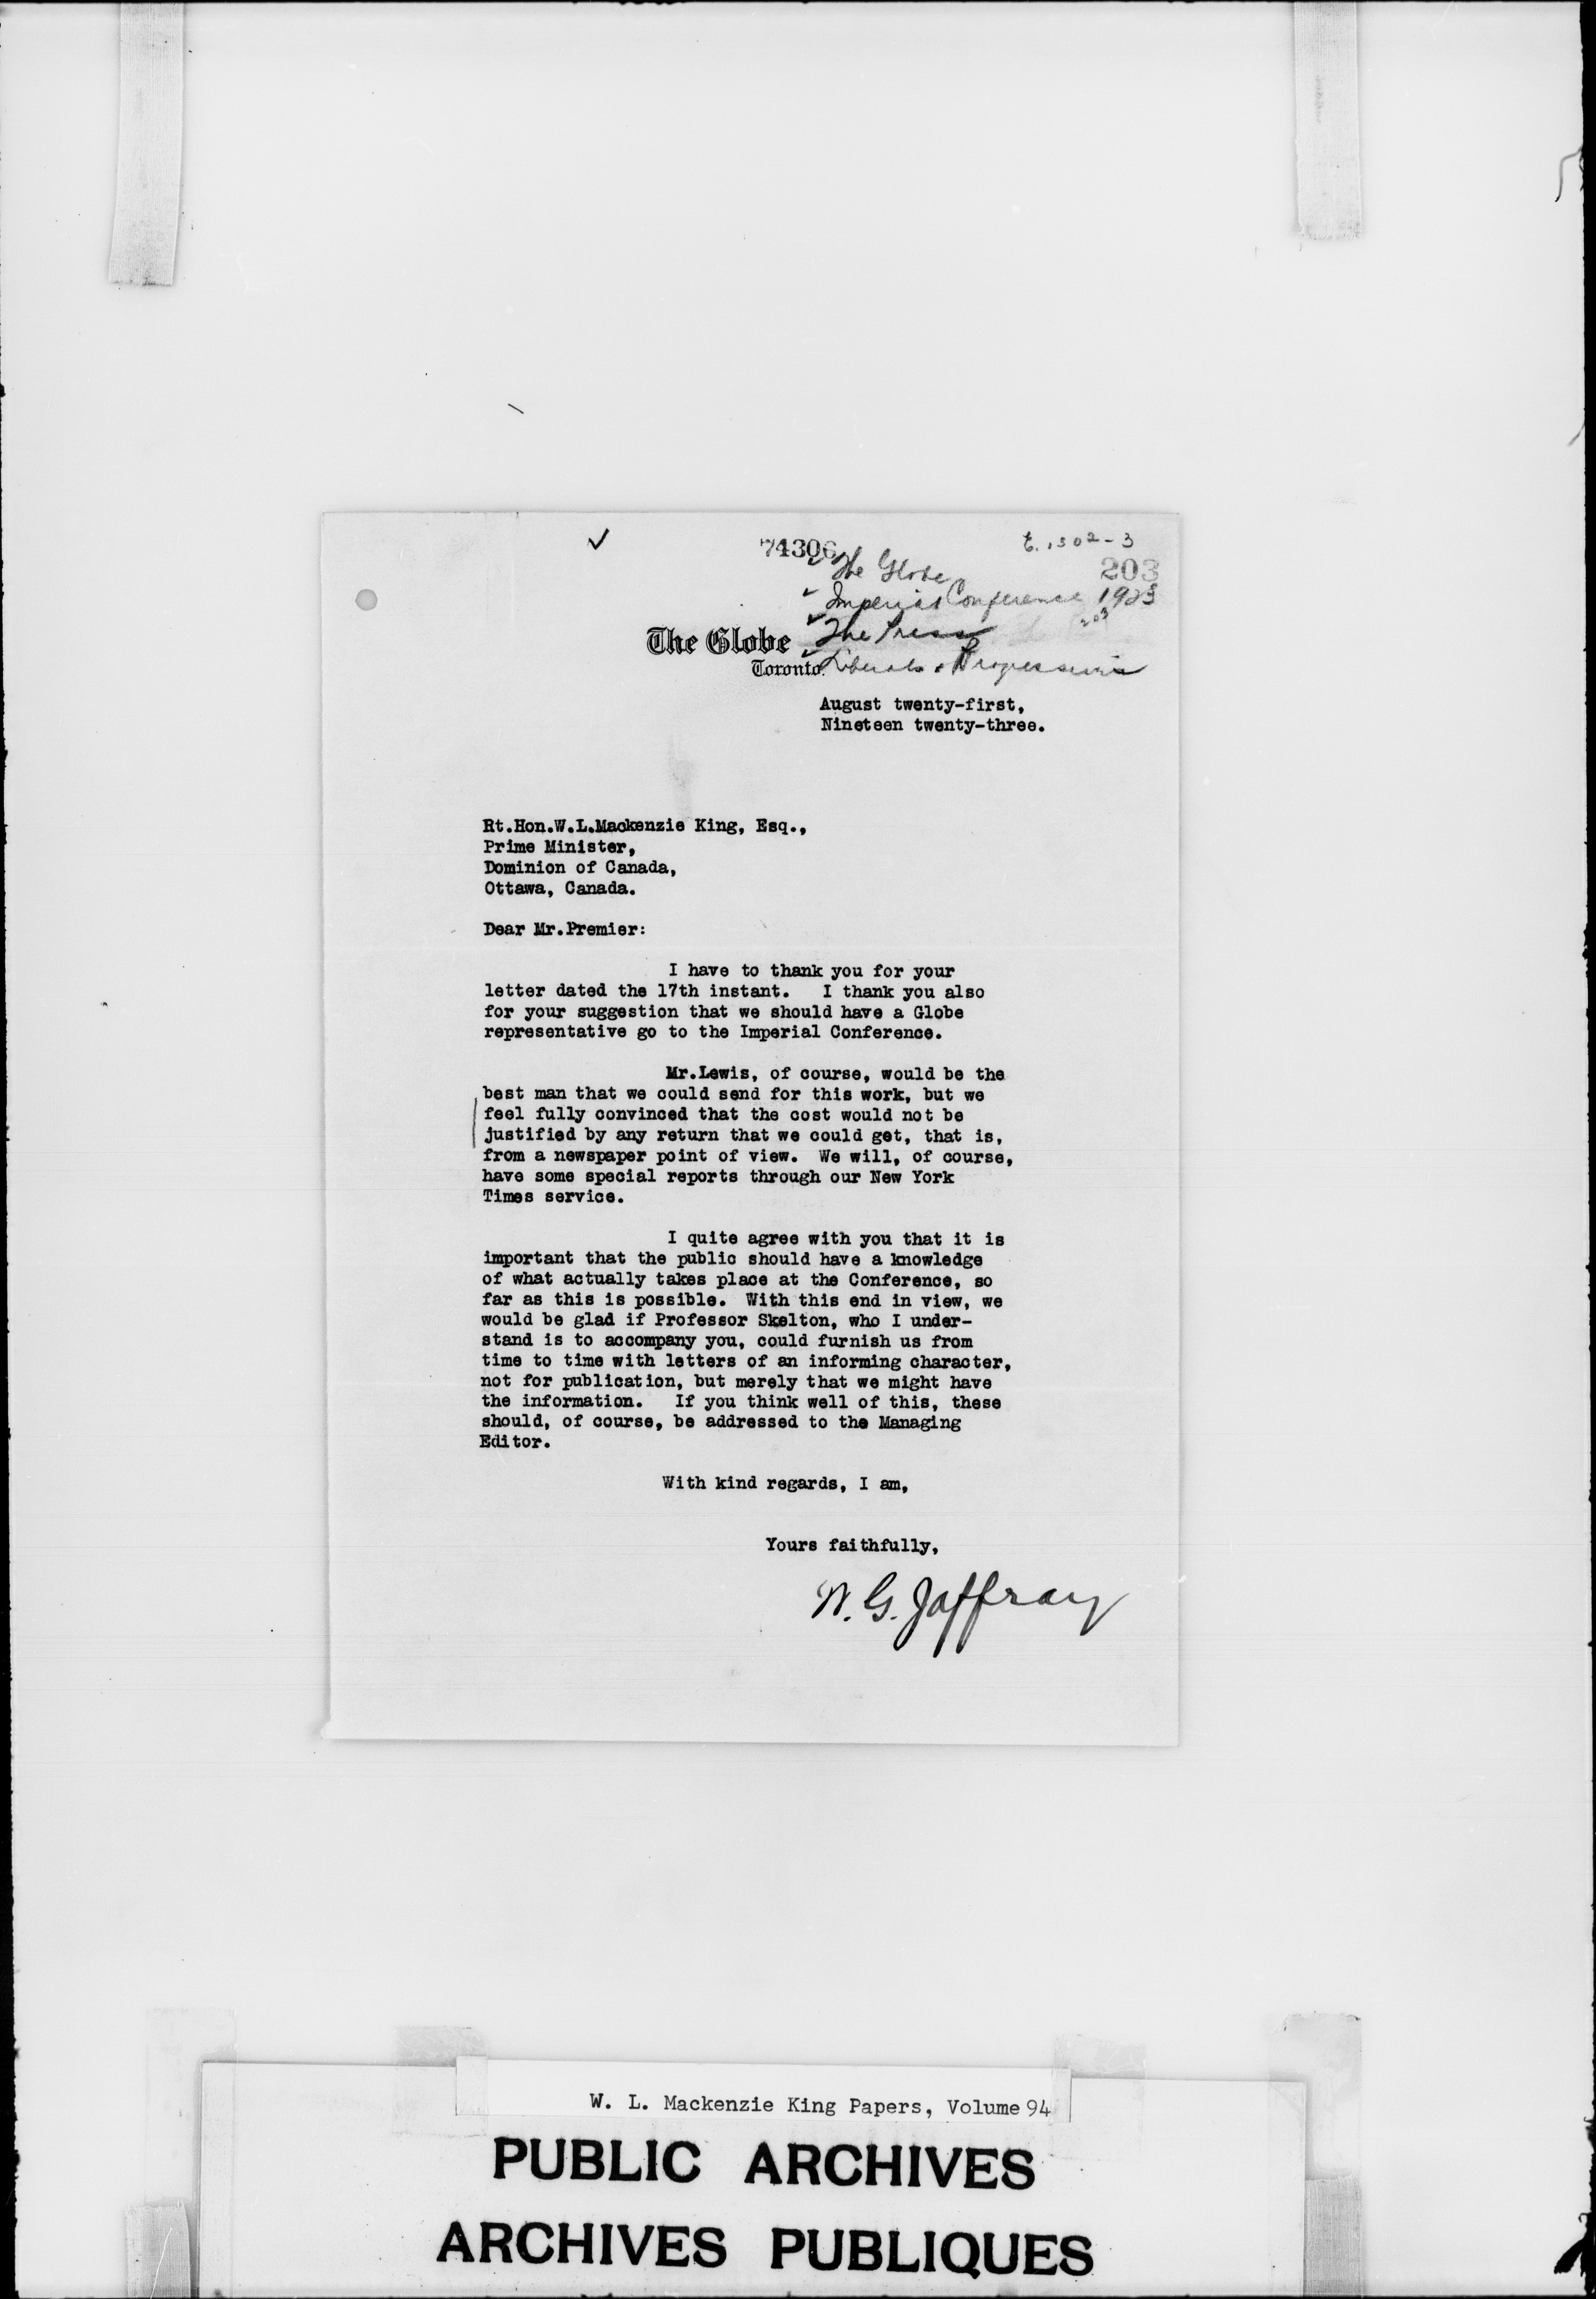 74306
E. 1502-3
The Globe
203
Imperial Conference 1923
203
The Press
The Globe
Liberals & Progressives
Toronto.
August twenty-first,
Nineteen twenty-three.
Rt.Hon.W.L.Mackenzie King, Esq.,
Prime Minister,
Dominion of Canada,
Ottawa, Canada.
Dear Mr.Premier:
I have to thank you for your
letter dated the 17th instant. I thank you also
for your suggestion that we should have a Globe
representative go to the Imperial Conference.
Mr.Lewis, of course, would be the
best man that we could send for this work, but we
feel fully convinced that the cost would not be
justified by any return that we could get, that is,
from a newspaper point of view. We will, of course,
have some special reports through our New York
Times service.
I quite agree with you that it is
important that the public should have a knowledge
of what actually takes place at the Conference, so
far as this is possible. With this end in view, we
would be glad if Professor Skelton, who I under-
stand is to accompany you, could furnish us from
time to time with letters of an informing character,
not for publication, but merely that we might have
the information. If you think well of this, these
should, of course, be addressed to the Managing
Editor.
With kind regards, I am,
Yours faithfully,
W. G. Jaffray
W. L. Mackenzie King Papers, Volume 94
PUBLIC ARCHIVES
ARCHIVES PUBLIQUES